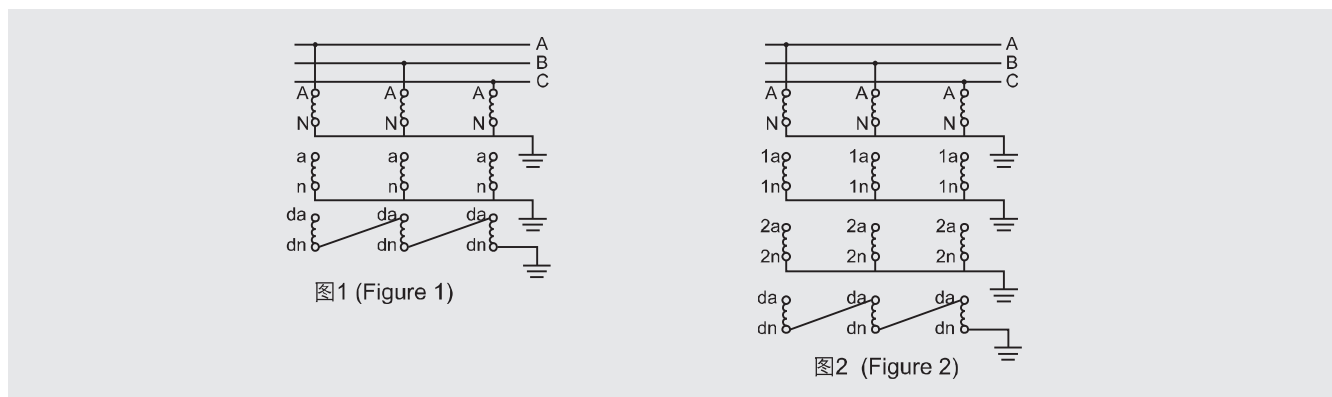 A
B
C
A A A
N N N
a a a
n n n
da da da
dn dn dn
图1 (Figure 1)
A
B
C
A A A
N N N
1a 1a 1a
1n 1n 1n
2a 2a 2a
2n 2n 2n
da da da
dn dn dn
图2 (Figure 2)